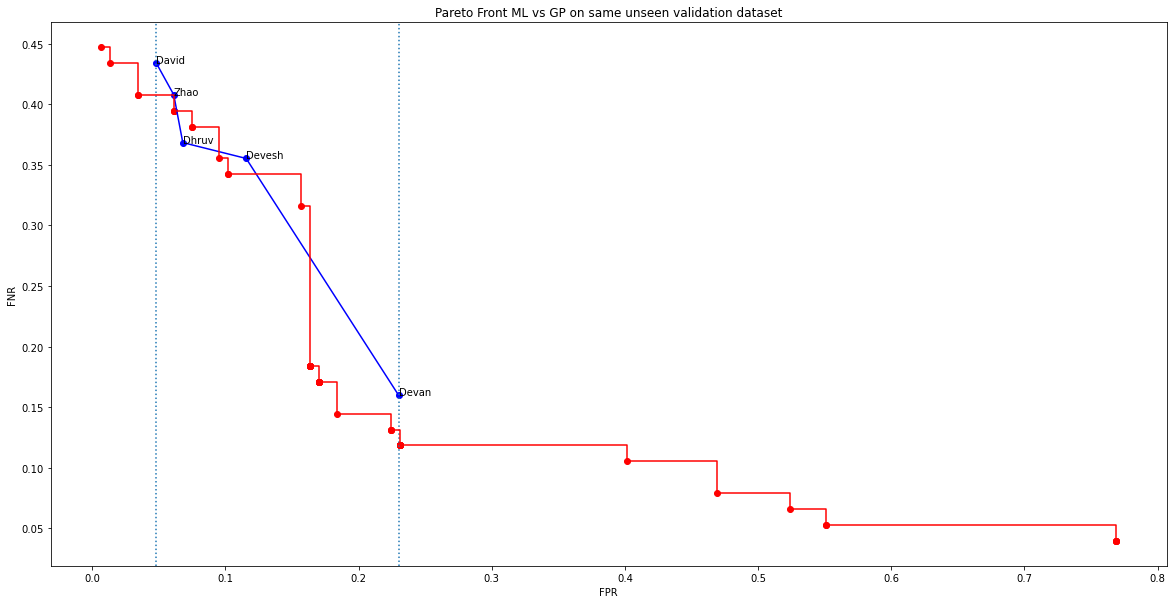 Pareto Front ML vs GP on same unseen validation dataset
0.45
David
0.40
Zhao
Dhruv
0.35
Devesh
0.30
FNR
0.25
0.20
Devan
0.15
0.10
0.05
0.0 0.1 0.2 0.3 0.4 0.5 0.6 0.7 0.8
FPR